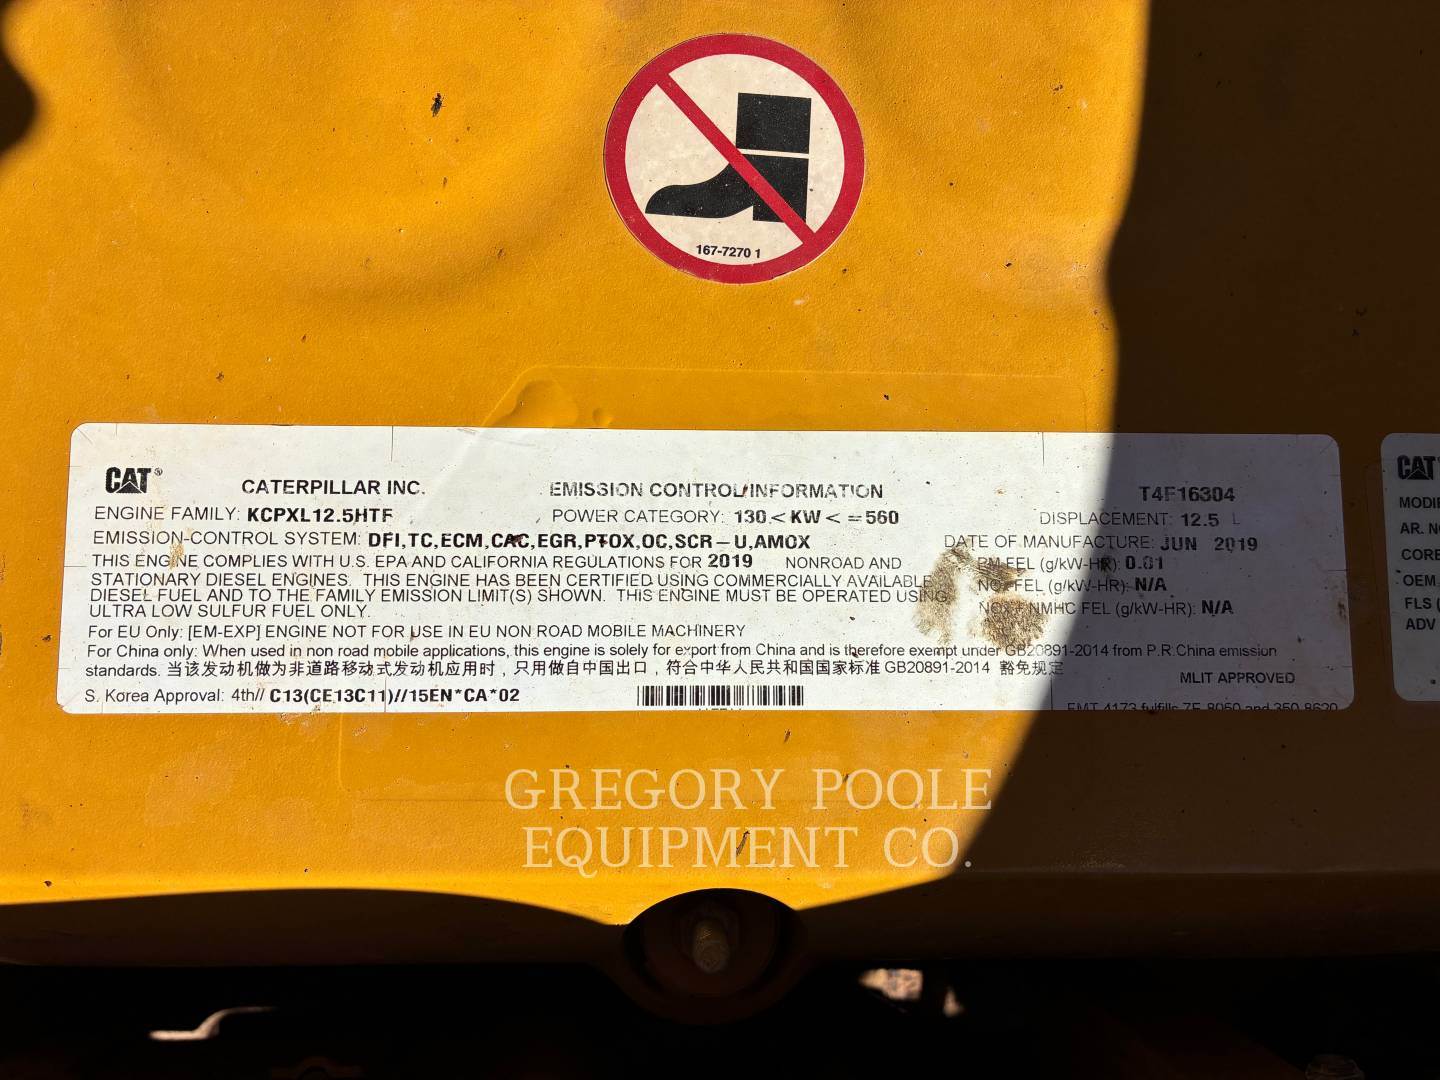 167-7270 1
CAT®
CATERPILLAR INC. EMISSION CONTROL INFORMATION T4F16304
ENGINE FAMILY: KCPXL12.5HTF POWER CATEGORY: 130 < KW < =560 DISPLACEMENT: 12.5 L
EMISSION-CONTROL SYSTEM: DFI,TC,ECM,CAC,EGR,PTOX,OC,SCR-U,AMOX DATE OF MANUFACTURE: JUN 2019
THIS ENGINE COMPLIES WITH U.S. EPA AND CALIFORNIA REGULATIONS FOR 2019 NONROAD AND PM FEL (g/kW-HR): 0.01
STATIONARY DIESEL ENGINES. THIS ENGINE HAS BEEN CERTIFIED USING COMMERCIALLY AVAILABLE FEL (g/kW-HR): N/A
DIESEL FUEL AND TO THE FAMILY EMISSION LIMIT(S) SHOWN. THIS ENGINE MUST BE OPERATED USING NMHC FEL (g/kW-HR): N/A
ULTRA LOW SULFUR FUEL ONLY.
For EU Only: [EM-EXP] ENGINE NOT FOR USE IN EU NON ROAD MOBILE MACHINERY
For China only: When used in non road mobile applications, this engine is solely for export from China and is therefore exempt under GB20891-2014 from P.R.China emission
standards. 当该发动机做为非道路移动式发动机应用时，只用做自中国出口，符合中华人民共和国国家标准 GB20891-2014 豁免规定
MLIT APPROVED
S. Korea Approval: 4th// C13(CE13C11)//15EN*CA*02
EMT 4173 fulfills 7E-8050 and 350-8620
CAT
AR. N
CORE
OEM
FLS (
ADV
GREGORY POOLE
EQUIPMENT CO.